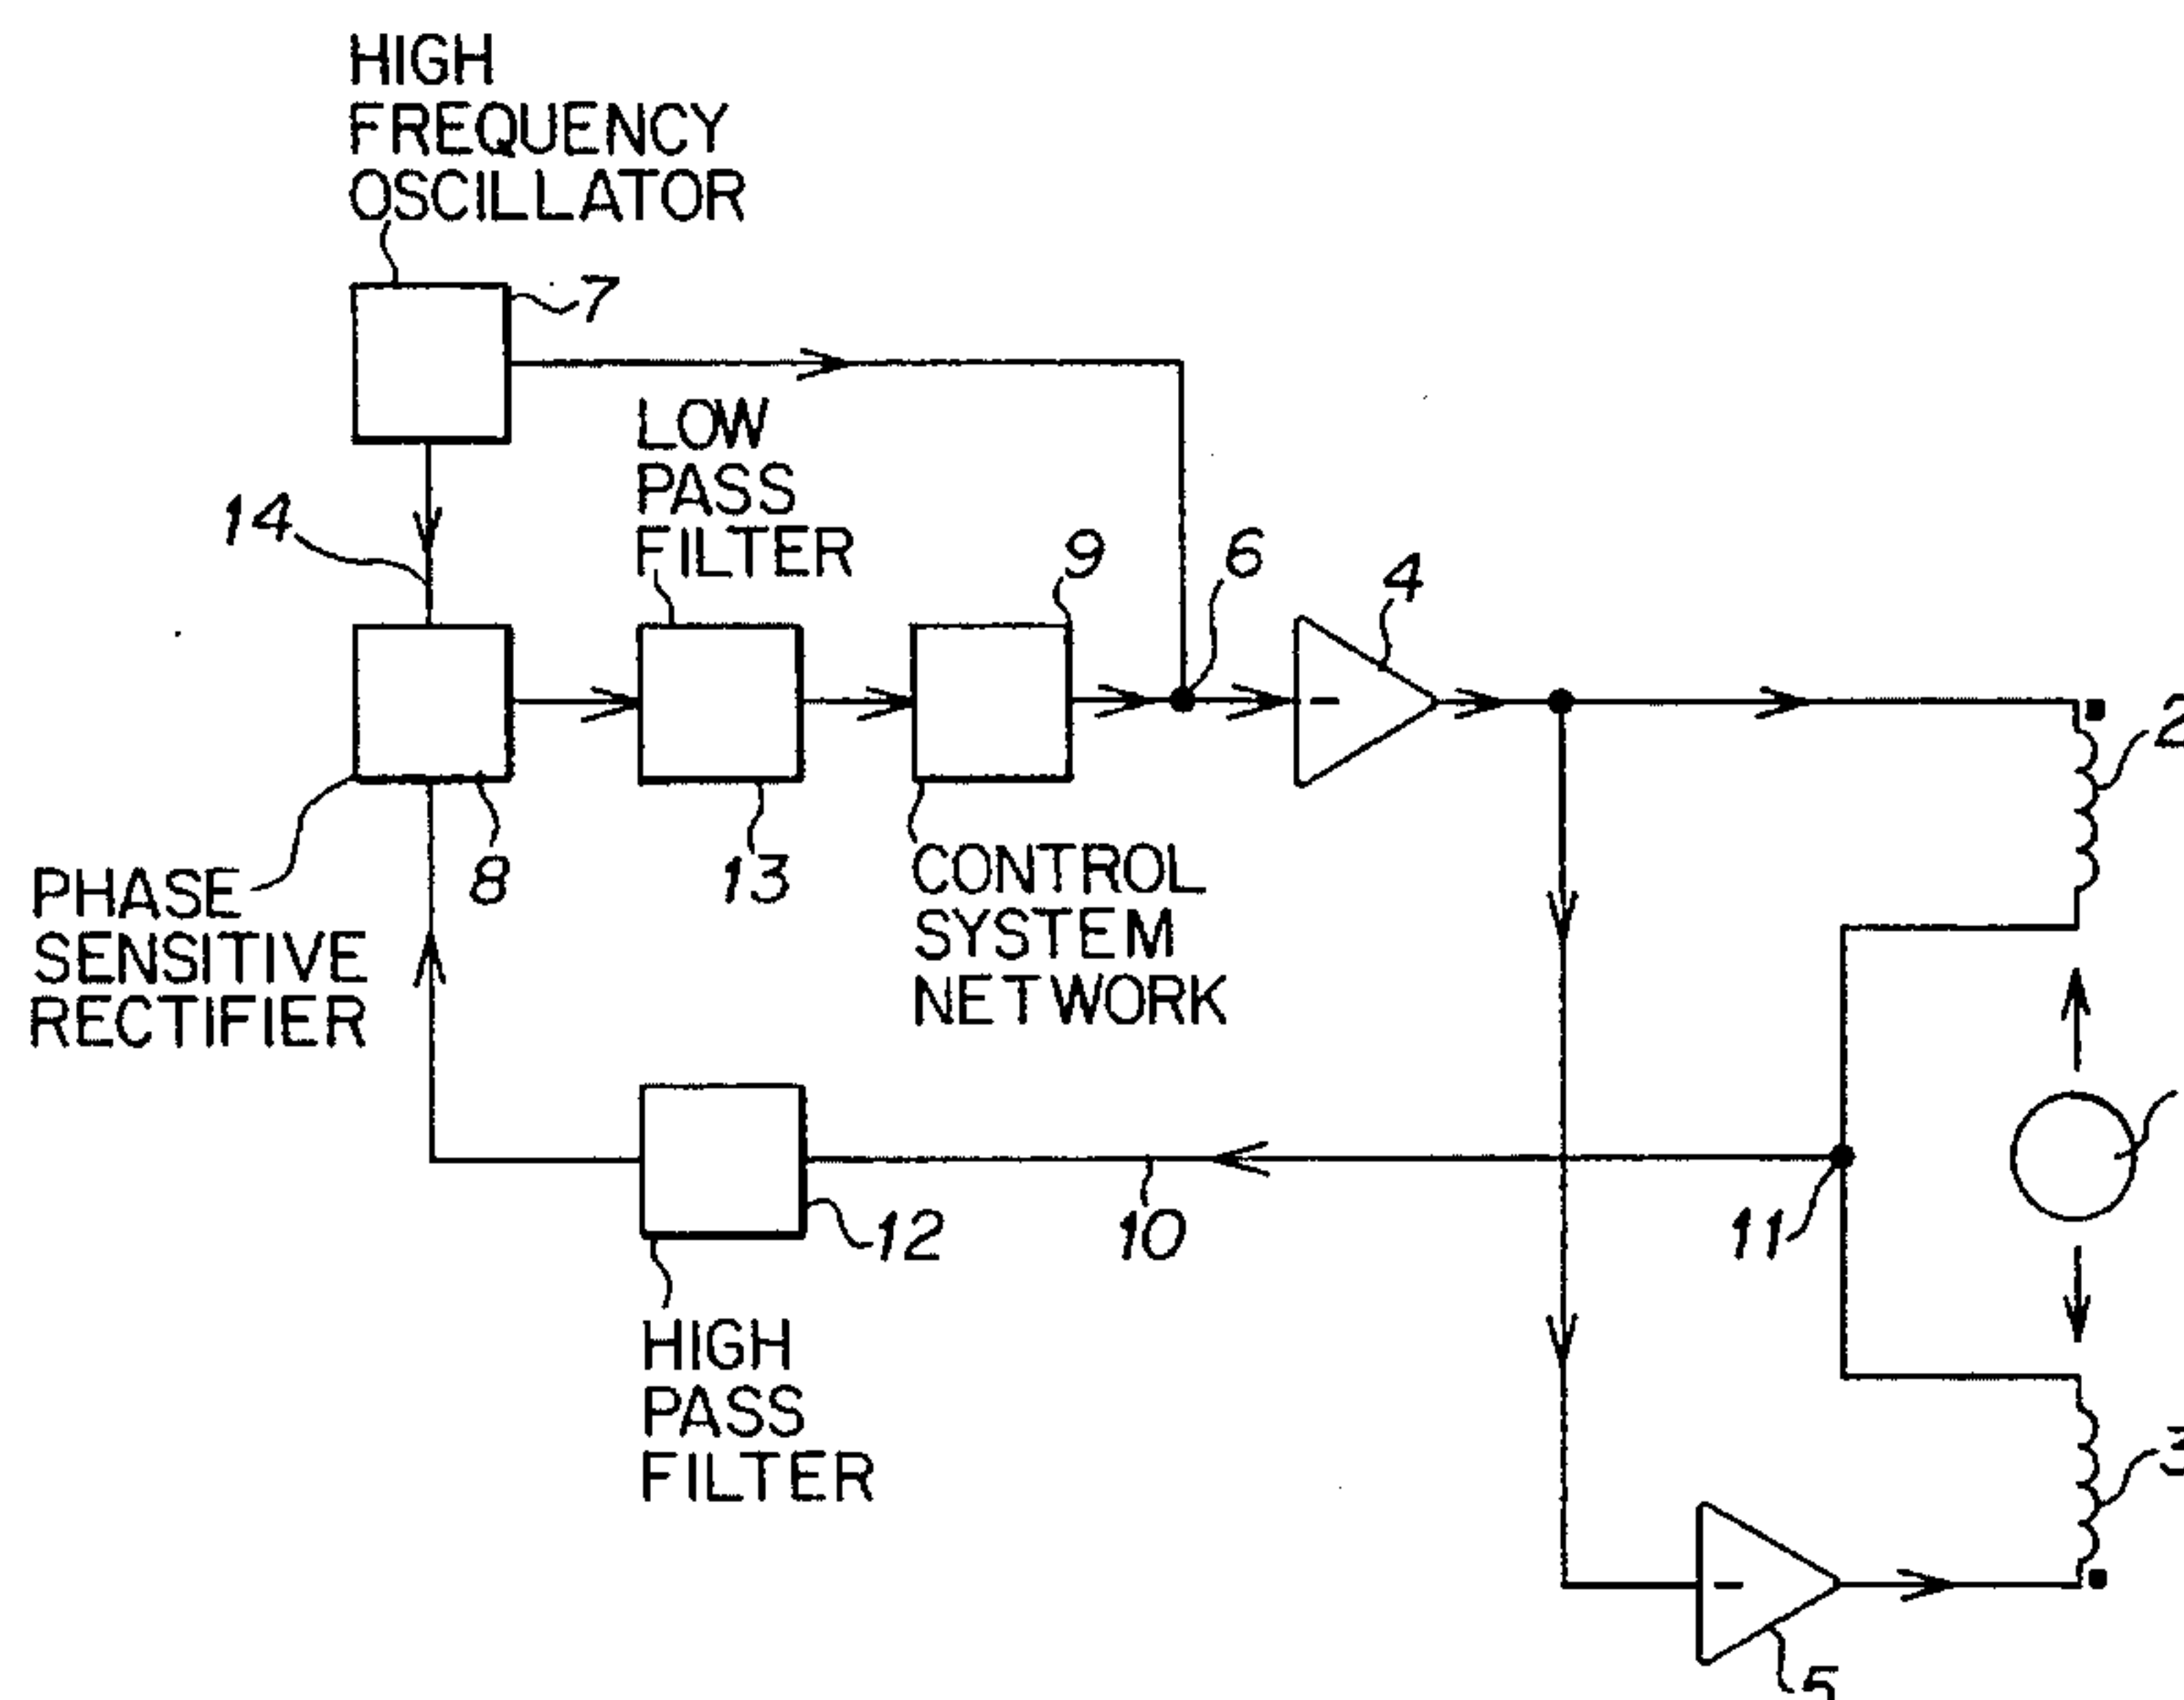 HIGH
FREQUENCY
OSCILLATOR
7
LOW
PASS
FILTER
14
9
6
4
2
8
13
PHASE
SENSITIVE
RECTIFIER
CONTROL
SYSTEM
NETWORK
12
10
11
HIGH
PASS
FILTER
3
5